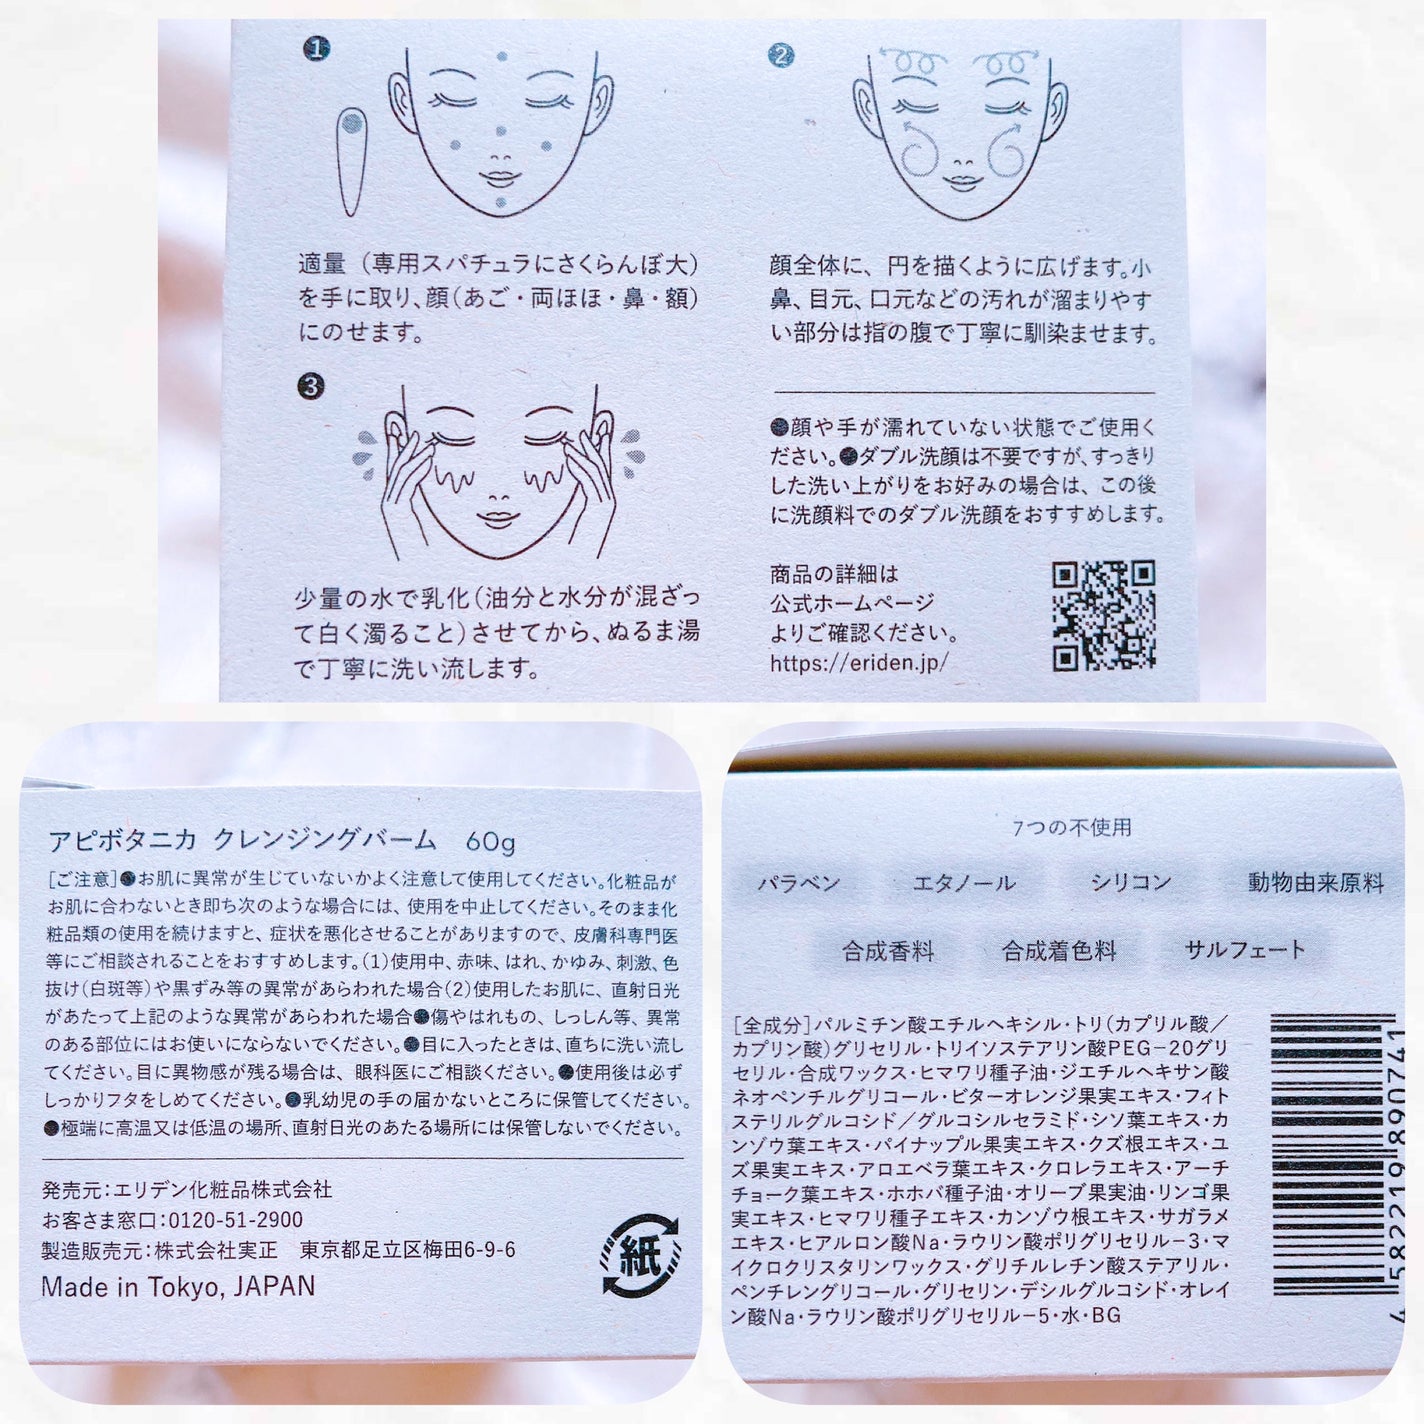 1
適量（専用スパチュラにさくらんぼ大）
を手に取り、顔（あご・両ほほ・鼻・額）
にのせます。
2
顔全体に、円を描くように広げます。小
鼻、目元、口元などの汚れが溜まりやす
い部分は指の腹で丁寧に馴染ませます。
3
少量の水で乳化（油分と水分が混ざっ
て白く濁ること）させてから、ぬるま湯
で丁寧に洗い流します。
●顔や手が濡れていない状態でご使用く
ださい。●ダブル洗顔は不要ですが、すっきり
した洗い上がりをお好みの場合は、この後
に洗顔料でのダブル洗顔をおすすめします。
商品の詳細は
公式ホームページ
よりご確認ください。
https://eriden.jp/
アピボタニカ クレンジングバーム 60g
[ご注意]●お肌に異常が生じていないかよく注意して使用してください。化粧品が
お肌に合わないとき即ち次のような場合には、使用を中止してください。そのまま化
粧品類の使用を続けますと、症状を悪化させることがありますので、皮膚科専門医
等にご相談されることをおすすめします。（1）使用中、赤味、はれ、かゆみ、刺激、色
抜け（白斑等）や黒ずみ等の異常があらわれた場合（2）使用したお肌に、直射日光
があたって上記のような異常があらわれた場合●傷やはれもの、しっしん等、異常
のある部位にはお使いにならないでください。●目に入ったときは、直ちに洗い流し
てください。目に異物感が残る場合は、眼科医にご相談ください。●使用後は必ず
しっかりフタをしめてください。●乳幼児の手の届かないところに保管してください。
●極端に高温又は低温の場所、直射日光のあたる場所には保管しないでください。
発売元：エリデン化粧品株式会社
お客さま窓口：0120-51-2900
製造販売元：株式会社実正 東京都足立区梅田6-9-6
Made in Tokyo, JAPAN
紙
7つの不使用
パラベン エタノール シリコン 動物由来原料
合成香料 合成着色料 サルフェート
[全成分]パルミチン酸エチルヘキシル・トリ（カプリル酸／
カプリン酸）グリセリル・トリイソステアリン酸PEG−20グリ
セリル・合成ワックス・ヒマワリ種子油・ジエチルヘキサン酸
ネオペンチルグリコール・ビターオレンジ果実エキス・フィト
ステリルグルコシド／グルコシルセラミド・シソ葉エキス・カ
ンゾウ葉エキス・パイナップル果実エキス・クズ根エキス・ユ
ズ果実エキス・アロエベラ葉エキス・クロレラエキス・アーチ
チョーク葉エキス・ホホバ種子油・オリーブ果実油・リンゴ果
実エキス・ヒマワリ種子エキス・カンゾウ根エキス・サガラメ
エキス・ヒアルロン酸Na・ラウリン酸ポリグリセリル−3・マ
イクロクリスタリンワックス・グリチルレチン酸ステアリル・
ペンチレングリコール・グリセリン・デシルグルコシド・オレイ
ン酸Na・ラウリン酸ポリグリセリル−5・水・BG
4 582219 890741